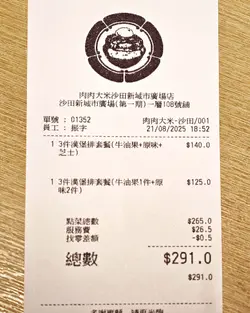 肉肉大米沙田新城市廣場店
沙田新城市廣場(第一期)一層108號舖
單號 : 01352 肉肉大米-沙田/001
員工 : 振宇 21/08/2025 18:52
1 3件漢堡排套餐(牛油果+原味+芝士) $140.0
1 3件漢堡排套餐(牛油果1件+原味2件) $125.0
點菜總數 $265.0
服務費 $26.5
找零差額 -$0.5
總數 $291.0
$291.0